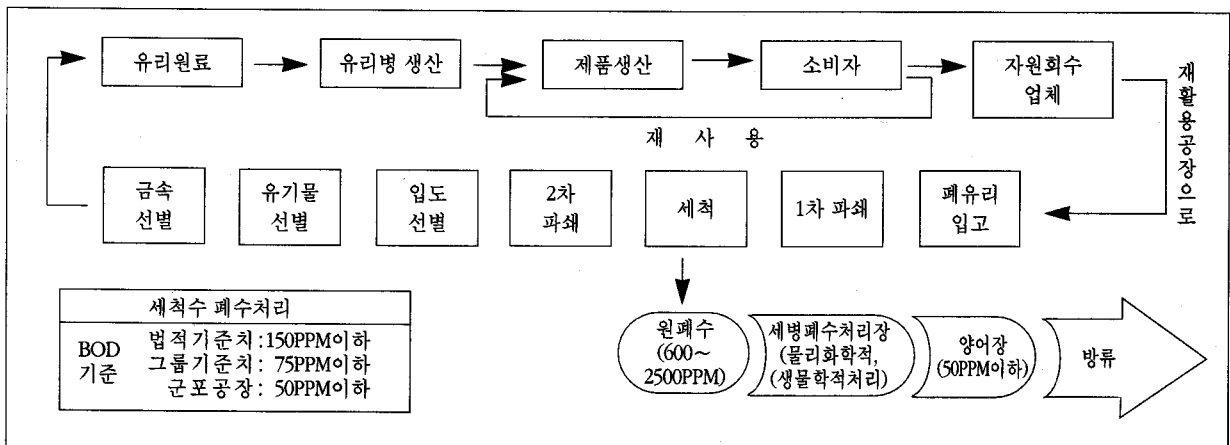 유리원료
유리병 생산
제품생산
소비자
자원회수
업체
재활용공장으로
재 사 용
금속
선별
유기물
선별
입도
선별
2차
파쇄
세척
1차 파쇄
폐유리
입고
세척수 폐수처리
BOD
기준
법적기준치:150PPM이하
그룹기준치: 75PPM이하
군포공장: 50PPM이하
원폐수
(600～
2500PPM)
세병폐수처리장
(물리화학적,
(생물학적처리)
양어장
(50PPM이하)
방류